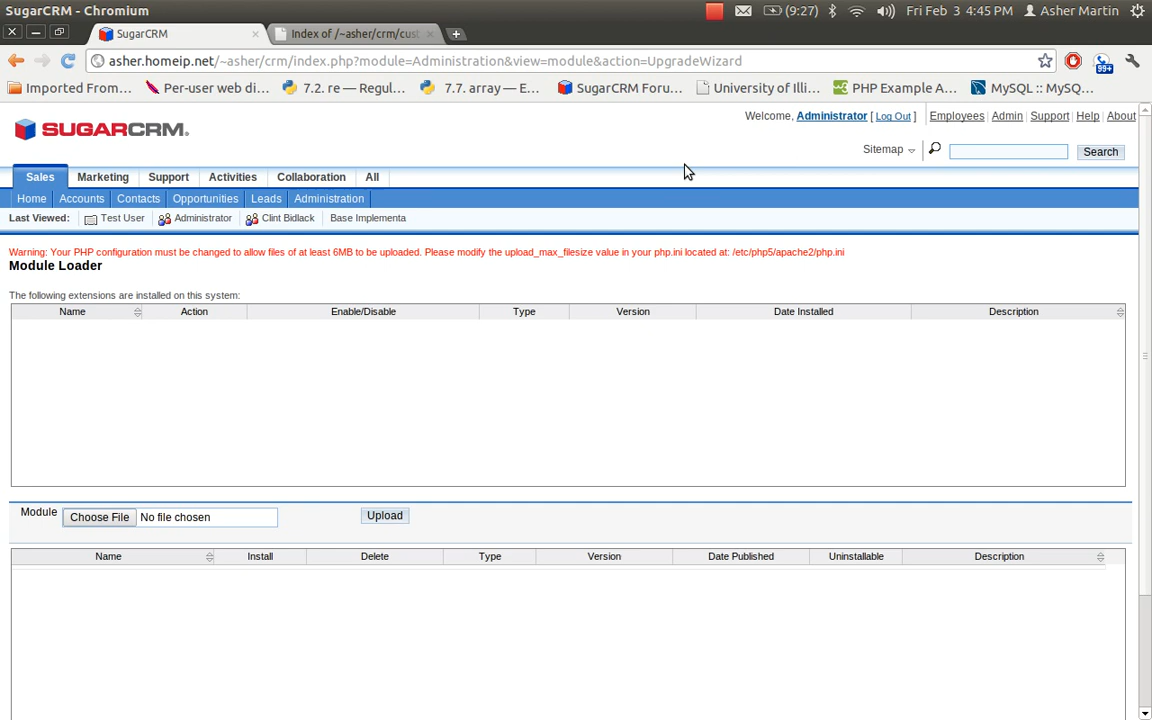 SugarCRM - Chromium
(9:27)
Fri Feb 3 4:45 PM
Asher Martin
SugarCRM
Index of /~asher/crm/cust
asher.homeip.net/~asher/crm/index.php?module=Administration&view=module&action=UpgradeWizard
99+
Imported From...
Per-user web di...
7.2. re — Regul...
7.7. array — E...
SugarCRM Foru...
University of Illi...
PHP Example A...
MySQL :: MySQ...
Welcome, Administrator [ Log Out ]
Employees
Admin
Support
Help
About
SUGARCRM.
Sitemap
Search
Sales
Marketing
Support
Activities
Collaboration
All
Home
Accounts
Contacts
Opportunities
Leads
Administration
Last Viewed:
Test User
Administrator
Clint Bidlack
Base Implementa
Warning: Your PHP configuration must be changed to allow files of at least 6MB to be uploaded. Please modify the upload_max_filesize value in your php.ini located at: /etc/php5/apache2/php.ini
Module Loader
The following extensions are installed on this system:
Name
Action
Enable/Disable
Type
Version
Date Installed
Description
Module
Choose File
No file chosen
Upload
Name
Install
Delete
Type
Version
Date Published
Uninstallable
Description